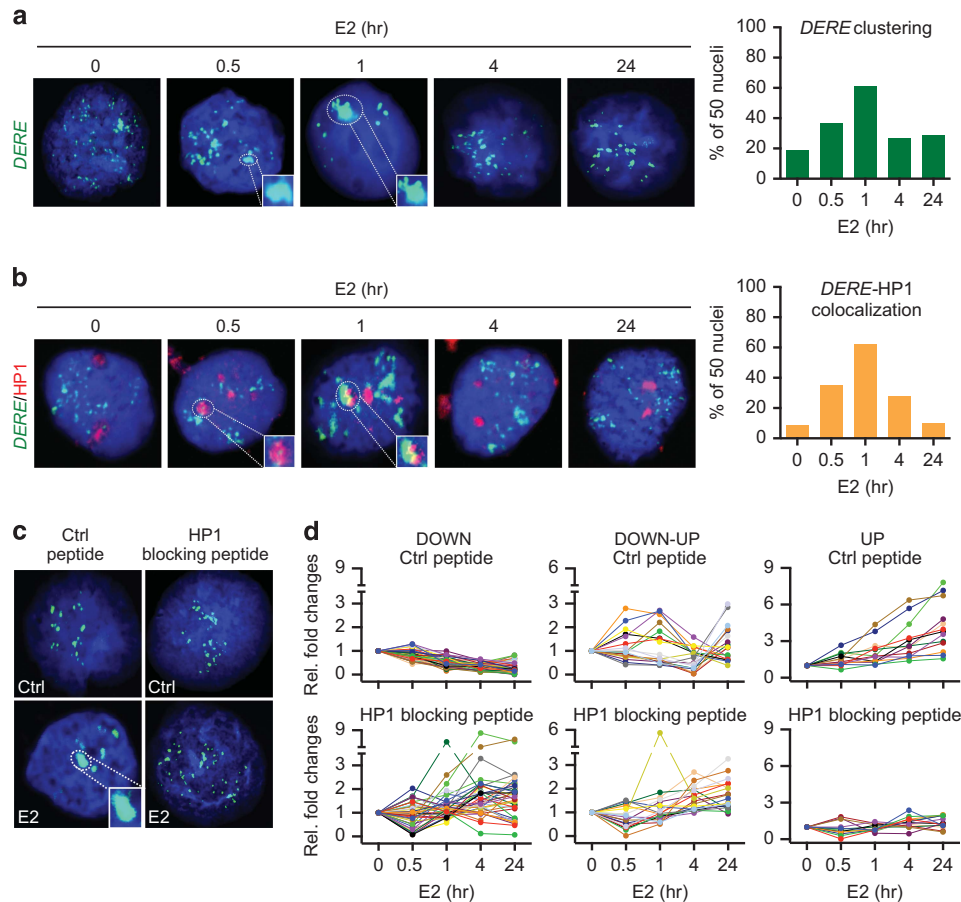 a
E2 (hr)
0 0.5 1 4 24
DERE
DERE clustering
% of 50 nuceli
100
80
60
40
20
0
0 0.5 1 4 24
E2 (hr)
b
E2 (hr)
0 0.5 1 4 24
DERE/HP1
DERE-HP1
colocalization
% of 50 nuclei
100
80
60
40
20
0
0 0.5 1 4 24
E2 (hr)
c
Ctrl
peptide
HP1
blocking peptide
Ctrl
Ctrl
E2
E2
d
DOWN
Ctrl peptide
Rel. fold changes
9
3
2
1
0
DOWN-UP
Ctrl peptide
6
3
2
1
0
UP
Ctrl peptide
9
6
3
0
HP1 blocking peptide
Rel. fold changes
9
3
2
1
0
0 0.5 1 4 24
E2 (hr)
HP1 blocking peptide
6
3
2
1
0
0 0.5 1 4 24
E2 (hr)
HP1 blocking peptide
9
6
3
0
0 0.5 1 4 24
E2 (hr)